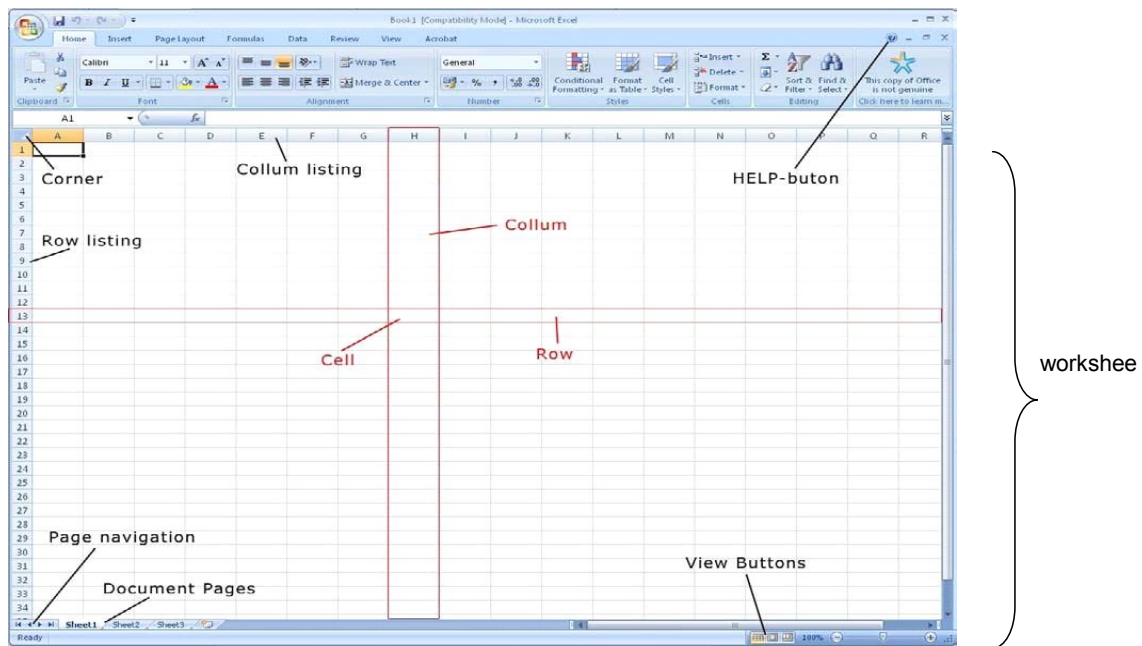 Book1 [Compatibility Mode] - Microsoft Excel
Home Insert Page Layout Formulas Data Review View Acrobat
Calibri 11 A A Wrap Text General Insert Σ
Paste B I U A Merge & Center % , .0 .00 Conditional Formatting Format as Table Cell Styles Delete Format Sort & Filter Find & Select This copy of Office is not genuine
Clipboard Font Alignment Number Styles Cells Editing Click here to learn m...
A1 fx
A B C D E F G H I J K L M N O P Q R
1
2
3
4
5
6
7
8
9
10
11
12
13
14
15
16
17
18
19
20
21
22
23
24
25
26
27
28
29
30
31
32
33
34
Corner
Collum listing
HELP-buton
Collum
Row listing
Cell
Row
workshee
Page navigation
View Buttons
Document Pages
Sheet1 Sheet2 Sheet3
Ready 100%